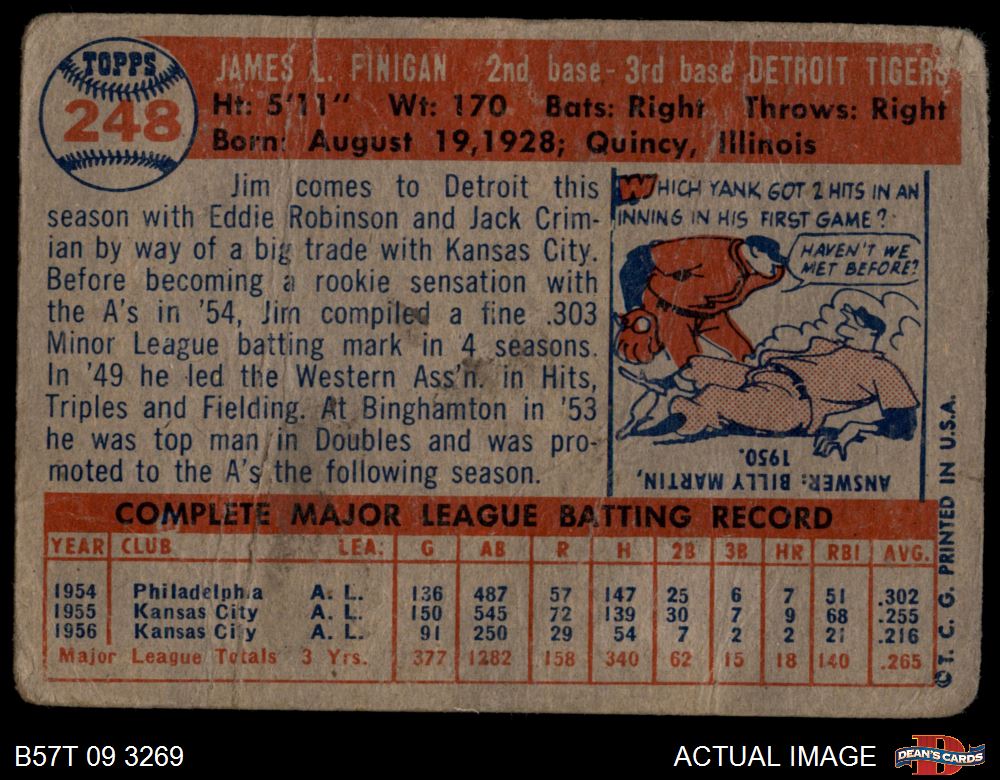 TOPPS
248
JAMES L. FINIGAN 2nd base - 3rd base DETROIT TIGERS
Ht: 5'11" Wt: 170 Bats: Right Throws: Right
Born: August 19,1928; Quincy, Illinois
Jim comes to Detroit this
season with Eddie Robinson and Jack Crim-
ian by way of a big trade with Kansas City.
Before becoming a rookie sensation with
the A's in '54, Jim compiled a fine .303
Minor League batting mark in 4 seasons.
In '49 he led the Western Ass'n. in Hits,
Triples and Fielding. At Binghamton in '53
he was top man in Doubles and was pro-
moted to the A's the following season.
WHICH YANK GOT 2 HITS IN AN
INNING IN HIS FIRST GAME?
HAVEN'T WE
MET BEFORE?
ANSWER: BILLY MARTIN,
1950.
COMPLETE MAJOR LEAGUE BATTING RECORD
YEAR CLUB LEA. G AB R H 2B 3B HR RBI AVG.
1954 Philadelphia A. L. 136 487 57 147 25 6 7 51 .302
1955 Kansas City A. L. 150 545 72 139 30 7 9 68 .255
1956 Kansas City A. L. 91 250 29 54 7 2 2 21 .216
Major League Totals 3 Yrs. 377 1282 158 340 62 15 18 140 .265
© T. C. G. PRINTED IN U.S.A.
B57T 09 3269
ACTUAL IMAGE
DEAN'S CARDS